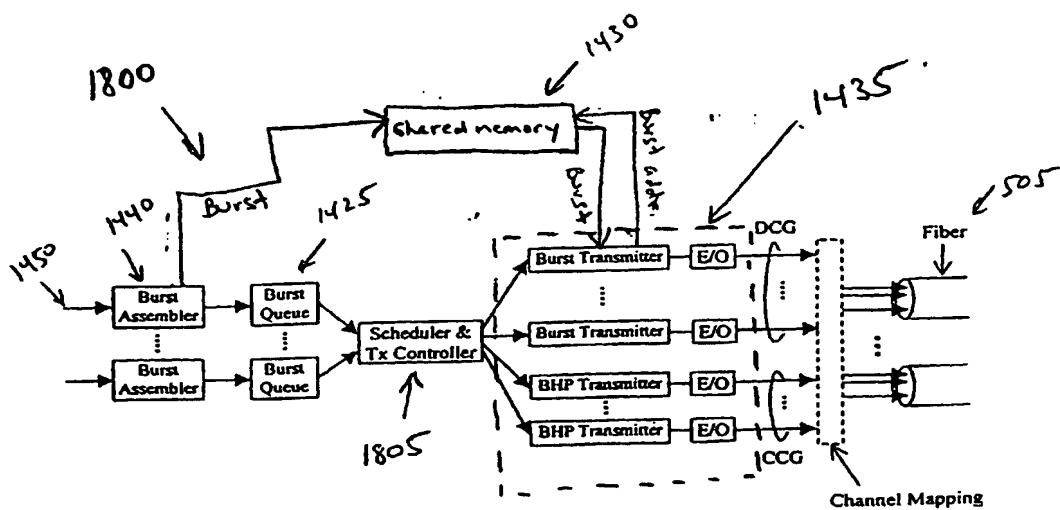 1430
1800
1435
Shared memory
Burst addr.
Burst
Burst
505
1440
1425
1450
DCG
Fiber
Burst Assembler
Burst Queue
Burst Transmitter
E/O
Scheduler & Tx Controller
Burst Transmitter
E/O
Burst Assembler
Burst Queue
BHP Transmitter
E/O
BHP Transmitter
E/O
1805
CCG
Channel Mapping